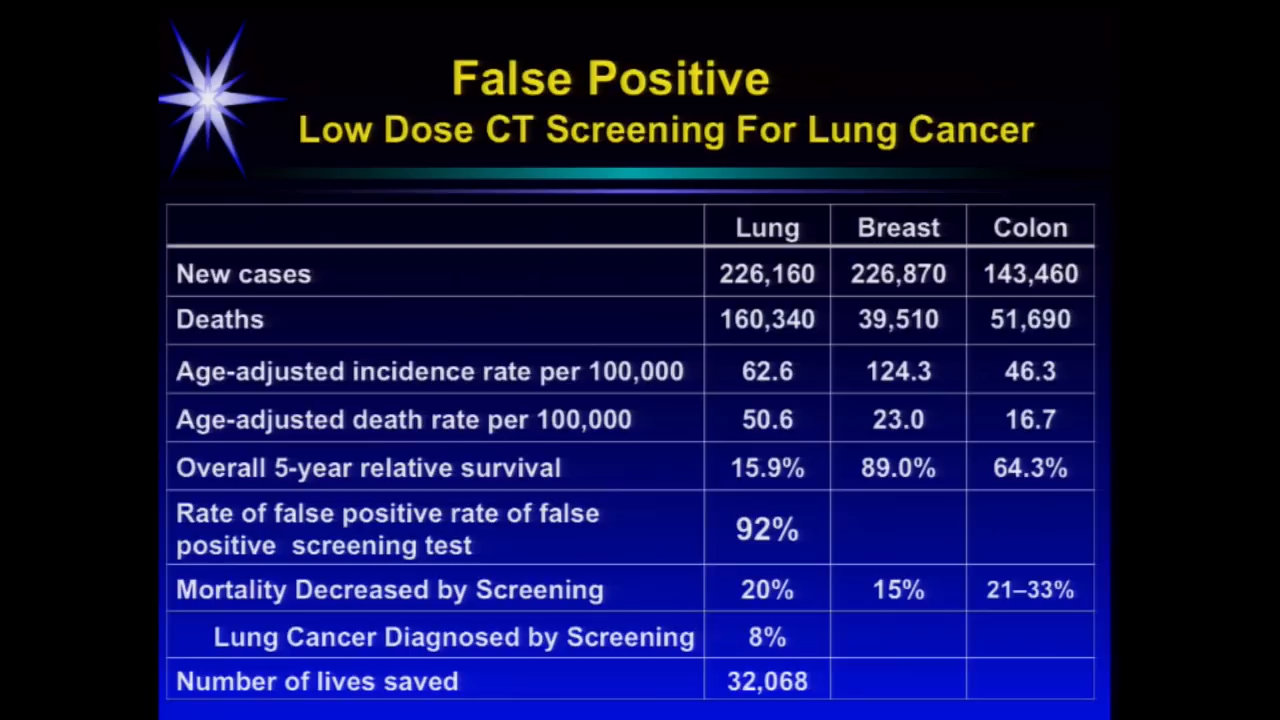 False Positive
Low Dose CT Screening For Lung Cancer
Lung Breast Colon
New cases 226,160 226,870 143,460
Deaths 160,340 39,510 51,690
Age-adjusted incidence rate per 100,000 62.6 124.3 46.3
Age-adjusted death rate per 100,000 50.6 23.0 16.7
Overall 5-year relative survival 15.9% 89.0% 64.3%
Rate of false positive rate of false
positive screening test 92%
Mortality Decreased by Screening 20% 15% 21–33%
Lung Cancer Diagnosed by Screening 8%
Number of lives saved 32,068